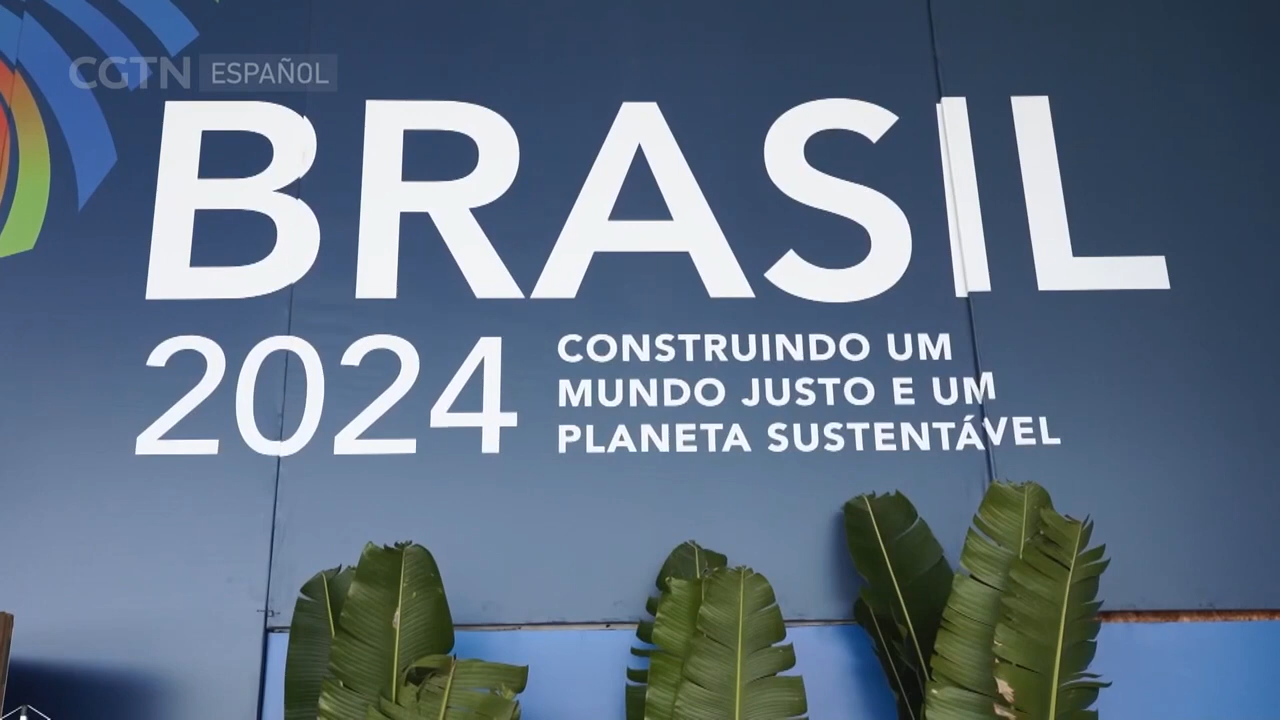 CGTN ESPAÑOL
BRASIL
2024
CONSTRUINDO UM
MUNDO JUSTO E UM
PLANETA SUSTENTÁVEL